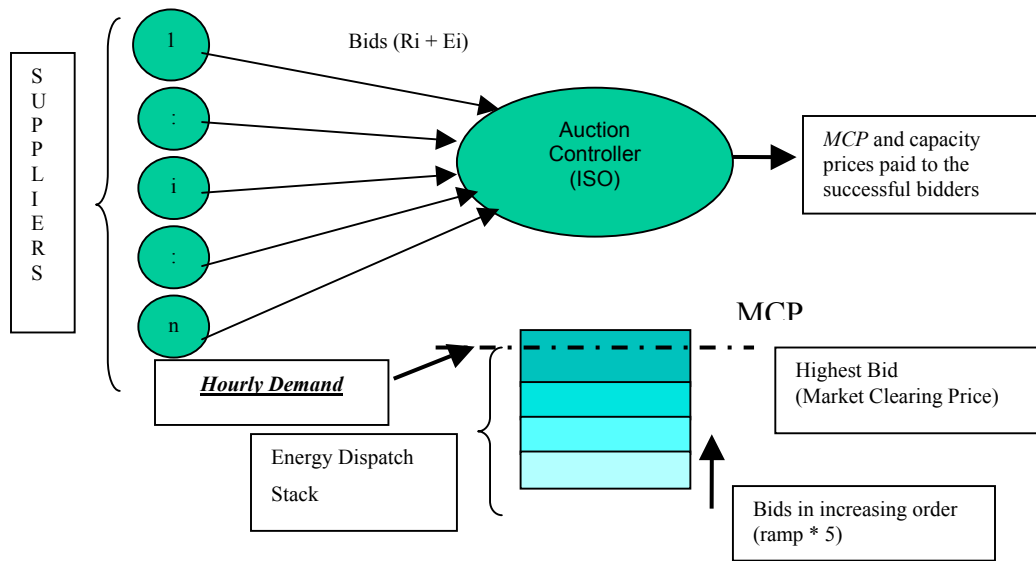 S
U
P
P
L
I
E
R
S
1
:
i
:
n
Bids (Ri + Ei)
Auction
Controller
(ISO)
MCP and capacity
prices paid to the
successful bidders
MCP
Hourly Demand
Highest Bid
(Market Clearing Price)
Energy Dispatch
Stack
Bids in increasing order
(ramp * 5)